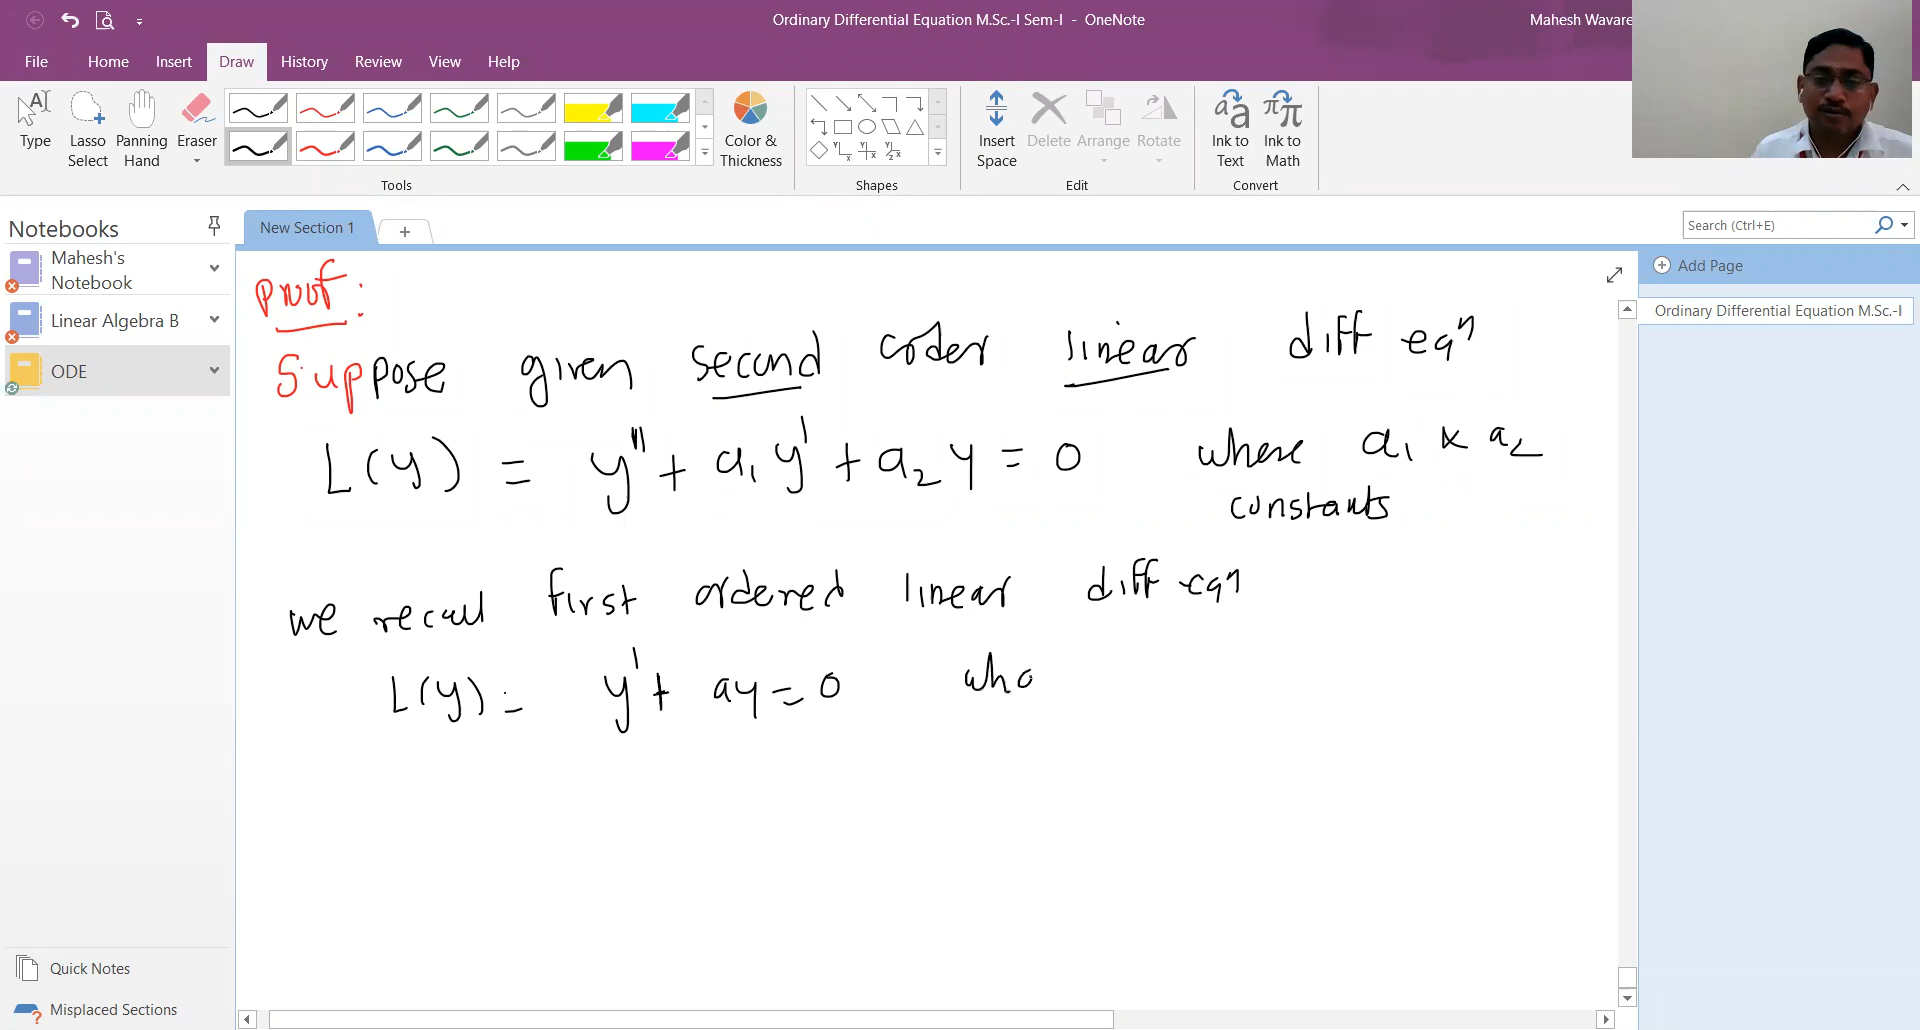 Ordinary Differential Equation M.Sc.-I Sem-I - OneNote
Mahesh Wavare
File Home Insert Draw History Review View Help
Type
Lasso Select
Panning Hand
Eraser
Color & Thickness
Insert Space
Delete
Arrange
Rotate
Ink to Text
Ink to Math
Tools
Shapes
Edit
Convert
Notebooks
Mahesh's
Notebook
Linear Algebra B
ODE
Quick Notes
Misplaced Sections
New Section 1
Search (Ctrl+E)
Add Page
Ordinary Differential Equation M.Sc.-I
Proof:
Suppose given second order linear diff eqⁿ
L(y) = y'' + a₁y' + a₂y = 0 where a₁ & a₂
constants
we recall first ordered linear diff eqⁿ
L(y) = y' + ay = 0 who